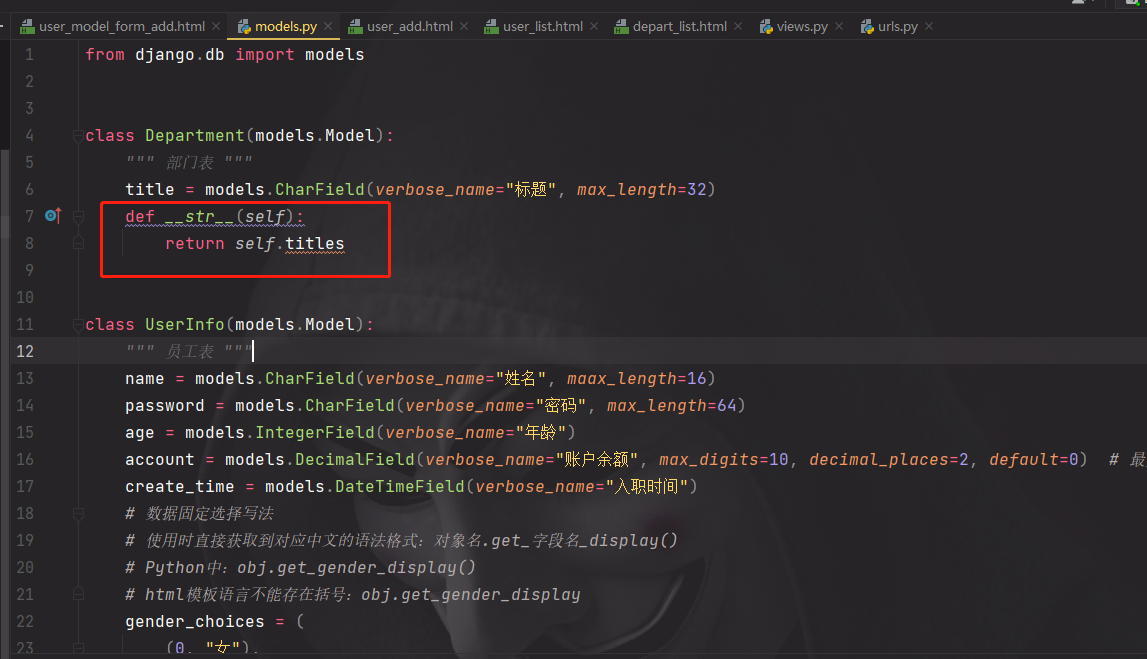 user_model_form_add.html models.py user_add.html user_list.html depart_list.html views.py urls.py
1 from django.db import models
2
3
4 class Department(models.Model):
5 """ 部门表 """
6 title = models.CharField(verbose_name="标题", max_length=32)
7 def __str__(self):
8 return self.titles
9
10
11 class UserInfo(models.Model):
12 """ 员工表 """
13 name = models.CharField(verbose_name="姓名", maax_length=16)
14 password = models.CharField(verbose_name="密码", max_length=64)
15 age = models.IntegerField(verbose_name="年龄")
16 account = models.DecimalField(verbose_name="账户余额", max_digits=10, decimal_places=2, default=0) # 最
17 create_time = models.DateTimeField(verbose_name="入职时间")
18 # 数据固定选择写法
19 # 使用时直接获取到对应中文的语法格式：对象名.get_字段名_display()
20 # Python中：obj.get_gender_display()
21 # html模板语言不能存在括号：obj.get_gender_display
22 gender_choices = (
23 (0, "女"),